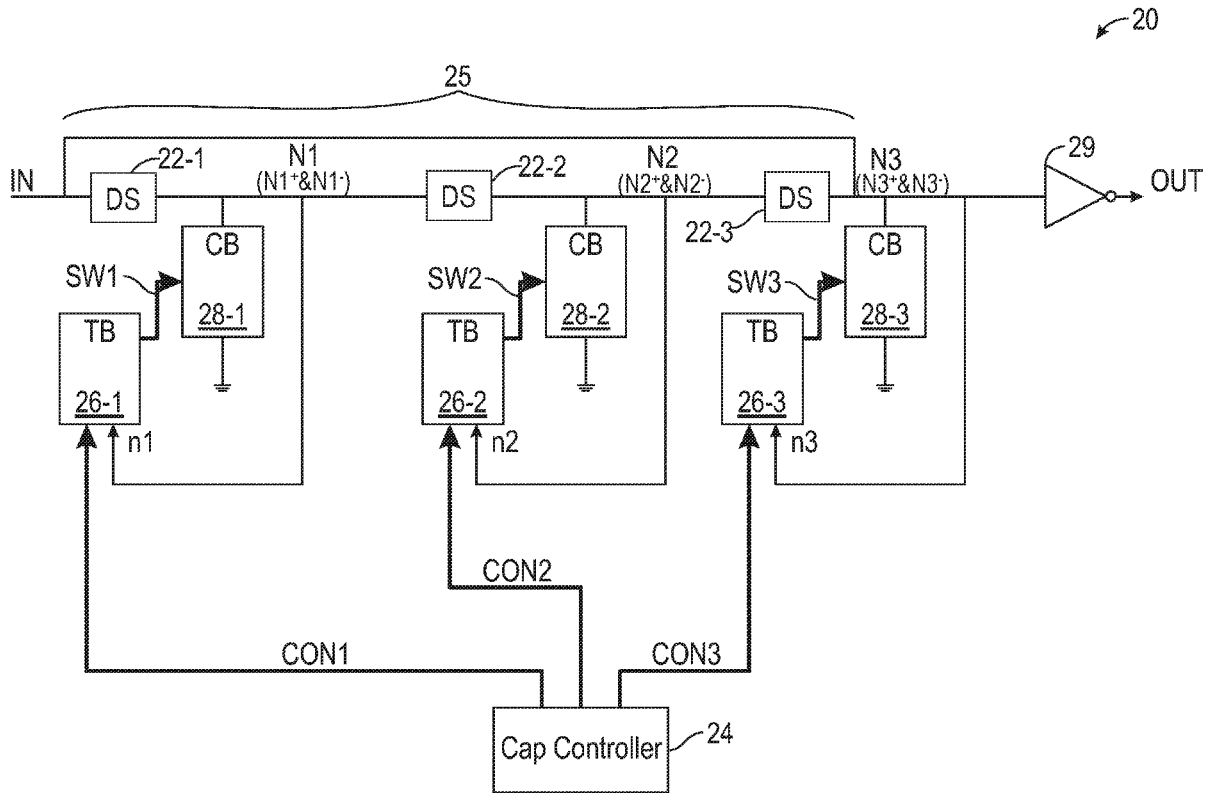 20
25
IN
22-1
DS
N1
(N1+&N1-)
22-2
DS
N2
(N2+&N2-)
DS
22-3
N3
(N3+&N3-)
29
OUT
SW1
CB
28-1
TB
26-1
n1
SW2
CB
28-2
TB
26-2
n2
SW3
CB
28-3
TB
26-3
n3
CON2
CON1
CON3
Cap Controller
24